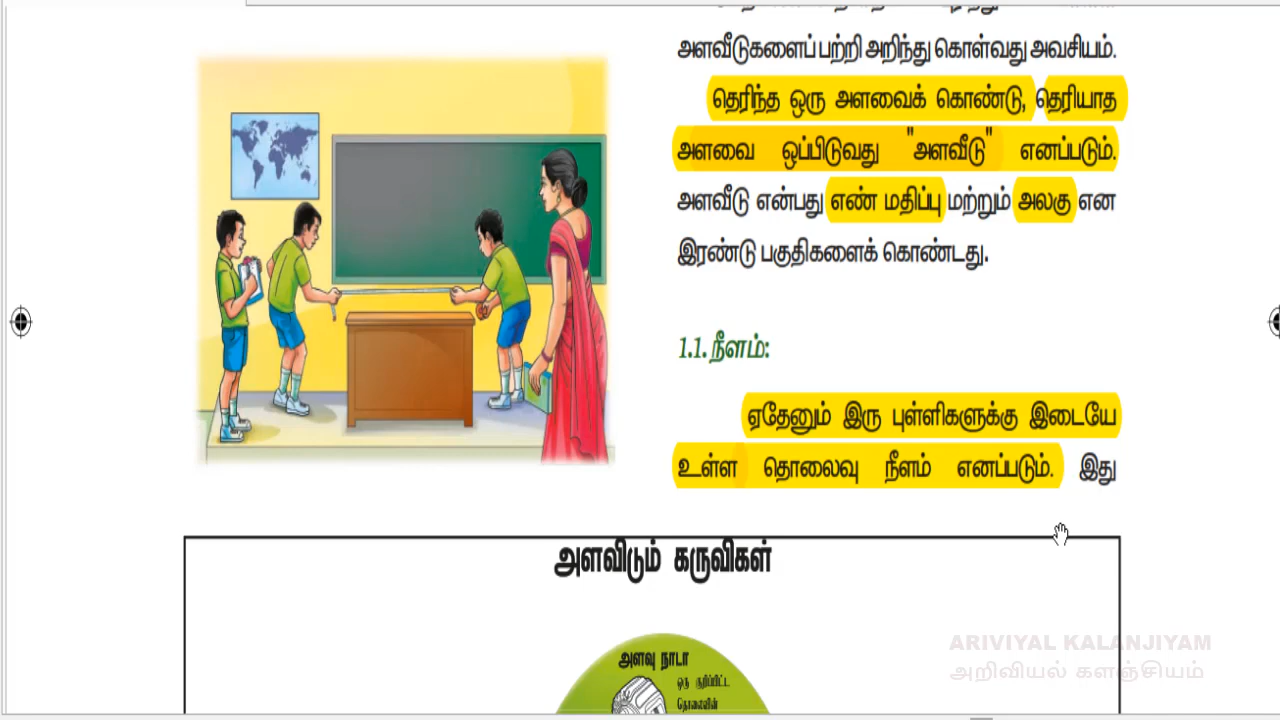 அளவீடுகளைப் பற்றி அறிந்து கொள்வது அவசியம்.
தெரிந்த ஒரு அளவைக் கொண்டு, தெரியாத
அளவை ஒப்பிடுவது "அளவீடு" எனப்படும்.
அளவீடு என்பது எண் மதிப்பு மற்றும் அலகு என
இரண்டு பகுதிகளைக் கொண்டது.
1.1. நீளம்:
ஏதேனும் இரு புள்ளிகளுக்கு இடையே
உள்ள தொலைவு நீளம் எனப்படும். இது
அளவிடும் கருவிகள்
அளவு நாடா
ஒரு குறிப்பிட்ட
தொலைவின்
ARIVIYAL KALANJIYAM
அறிவியல் களஞ்சியம்